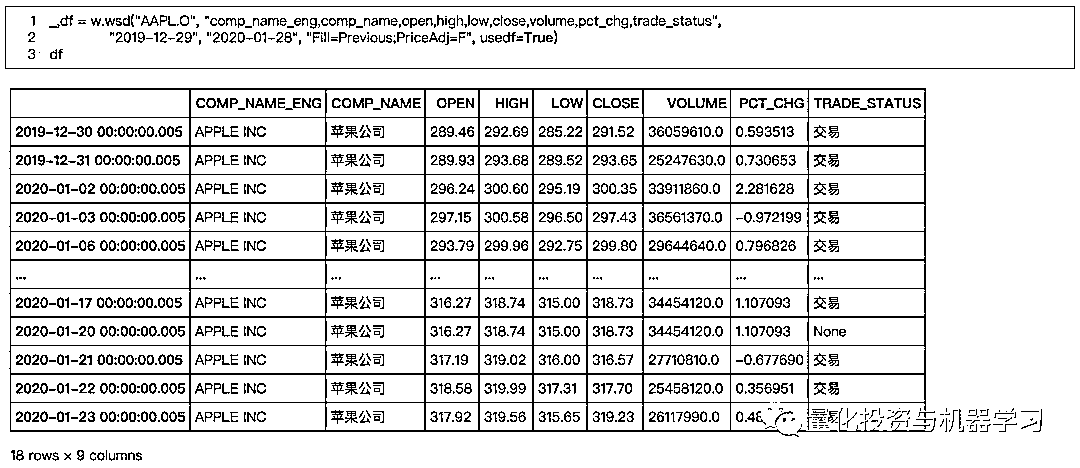 1 _,df = w.wsd("AAPL.O", "comp_name_eng,comp_name,open,high,low,close,volume,pct_chg,trade_status",
2 "2019-12-29", "2020-01-28", "Fill=Previous;PriceAdj=F", usedf=True)
3 df
COMP_NAME_ENG COMP_NAME OPEN HIGH LOW CLOSE VOLUME PCT_CHG TRADE_STATUS
2019-12-30 00:00:00.005 APPLE INC 苹果公司 289.46 292.69 285.22 291.52 36059610.0 0.593513 交易
2019-12-31 00:00:00.005 APPLE INC 苹果公司 289.93 293.68 289.52 293.65 25247630.0 0.730653 交易
2020-01-02 00:00:00.005 APPLE INC 苹果公司 296.24 300.60 295.19 300.35 33911860.0 2.281628 交易
2020-01-03 00:00:00.005 APPLE INC 苹果公司 297.15 300.58 296.50 297.43 36561370.0 -0.972199 交易
2020-01-06 00:00:00.005 APPLE INC 苹果公司 293.79 299.96 292.75 299.80 29644640.0 0.796826 交易
... ... ... ... ... ... ... ... ... ...
2020-01-17 00:00:00.005 APPLE INC 苹果公司 316.27 318.74 315.00 318.73 34454120.0 1.107093 交易
2020-01-20 00:00:00.005 APPLE INC 苹果公司 316.27 318.74 315.00 318.73 34454120.0 1.107093 None
2020-01-21 00:00:00.005 APPLE INC 苹果公司 317.19 319.02 316.00 316.57 27710810.0 -0.677690 交易
2020-01-22 00:00:00.005 APPLE INC 苹果公司 318.58 319.99 317.31 317.70 25458120.0 0.356951 交易
2020-01-23 00:00:00.005 APPLE INC 苹果公司 317.92 319.56 315.65 319.23 26117990.0
量化投资与机器学习
18 rows × 9 columns